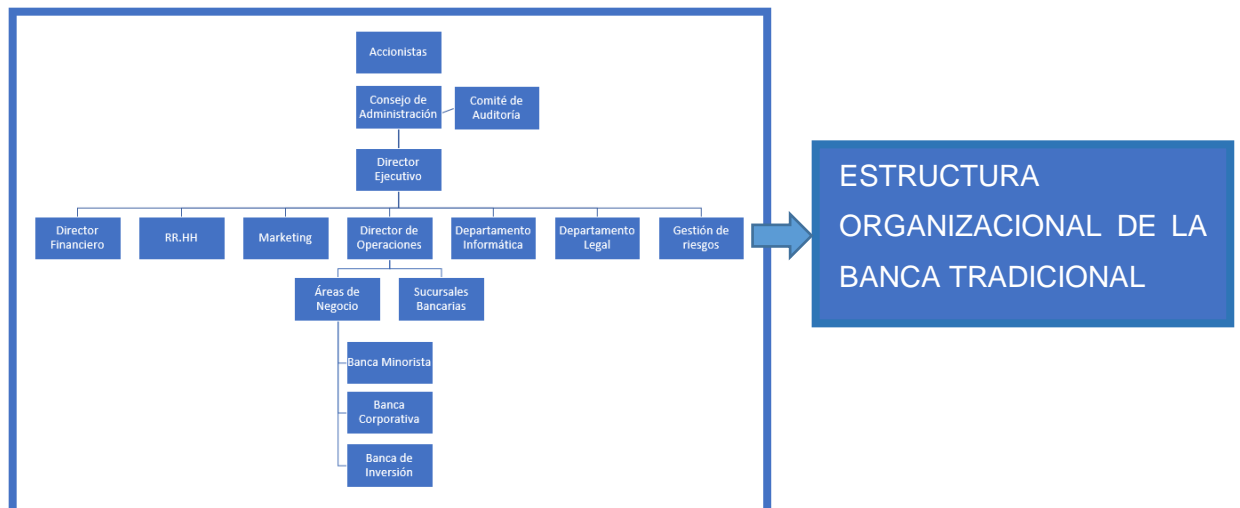 Accionistas
Consejo de
Administración
Comité de
Auditoría
Director
Ejecutivo
Director
Financiero
RR.HH
Marketing
Director de
Operaciones
Departamento
Informática
Departamento
Legal
Gestión de
riesgos
Áreas de
Negocio
Sucursales
Bancarias
Banca Minorista
Banca
Corporativa
Banca de
Inversión
ESTRUCTURA
ORGANIZACIONAL DE LA
BANCA TRADICIONAL